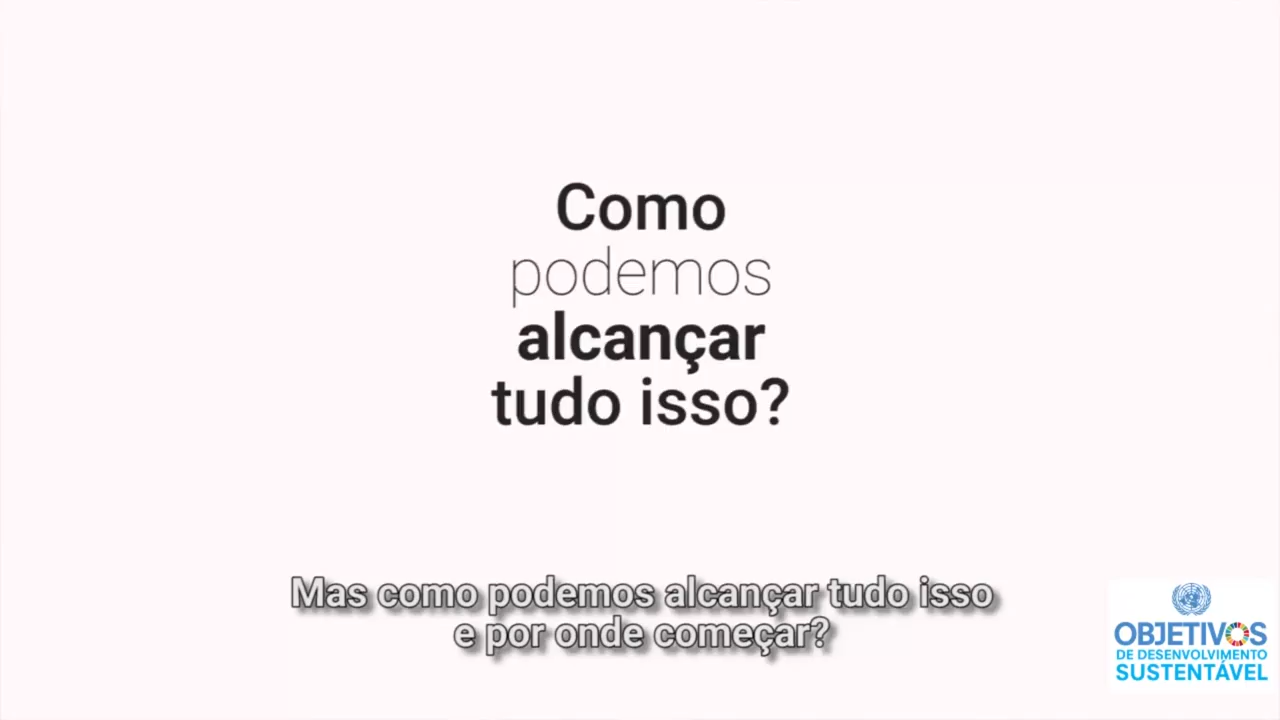 Como
podemos
alcançar
tudo isso?
Mas como podemos alcançar tudo isso
e por onde começar?
OBJETIVOS
DE DESENVOLVIMENTO
SUSTENTÁVEL